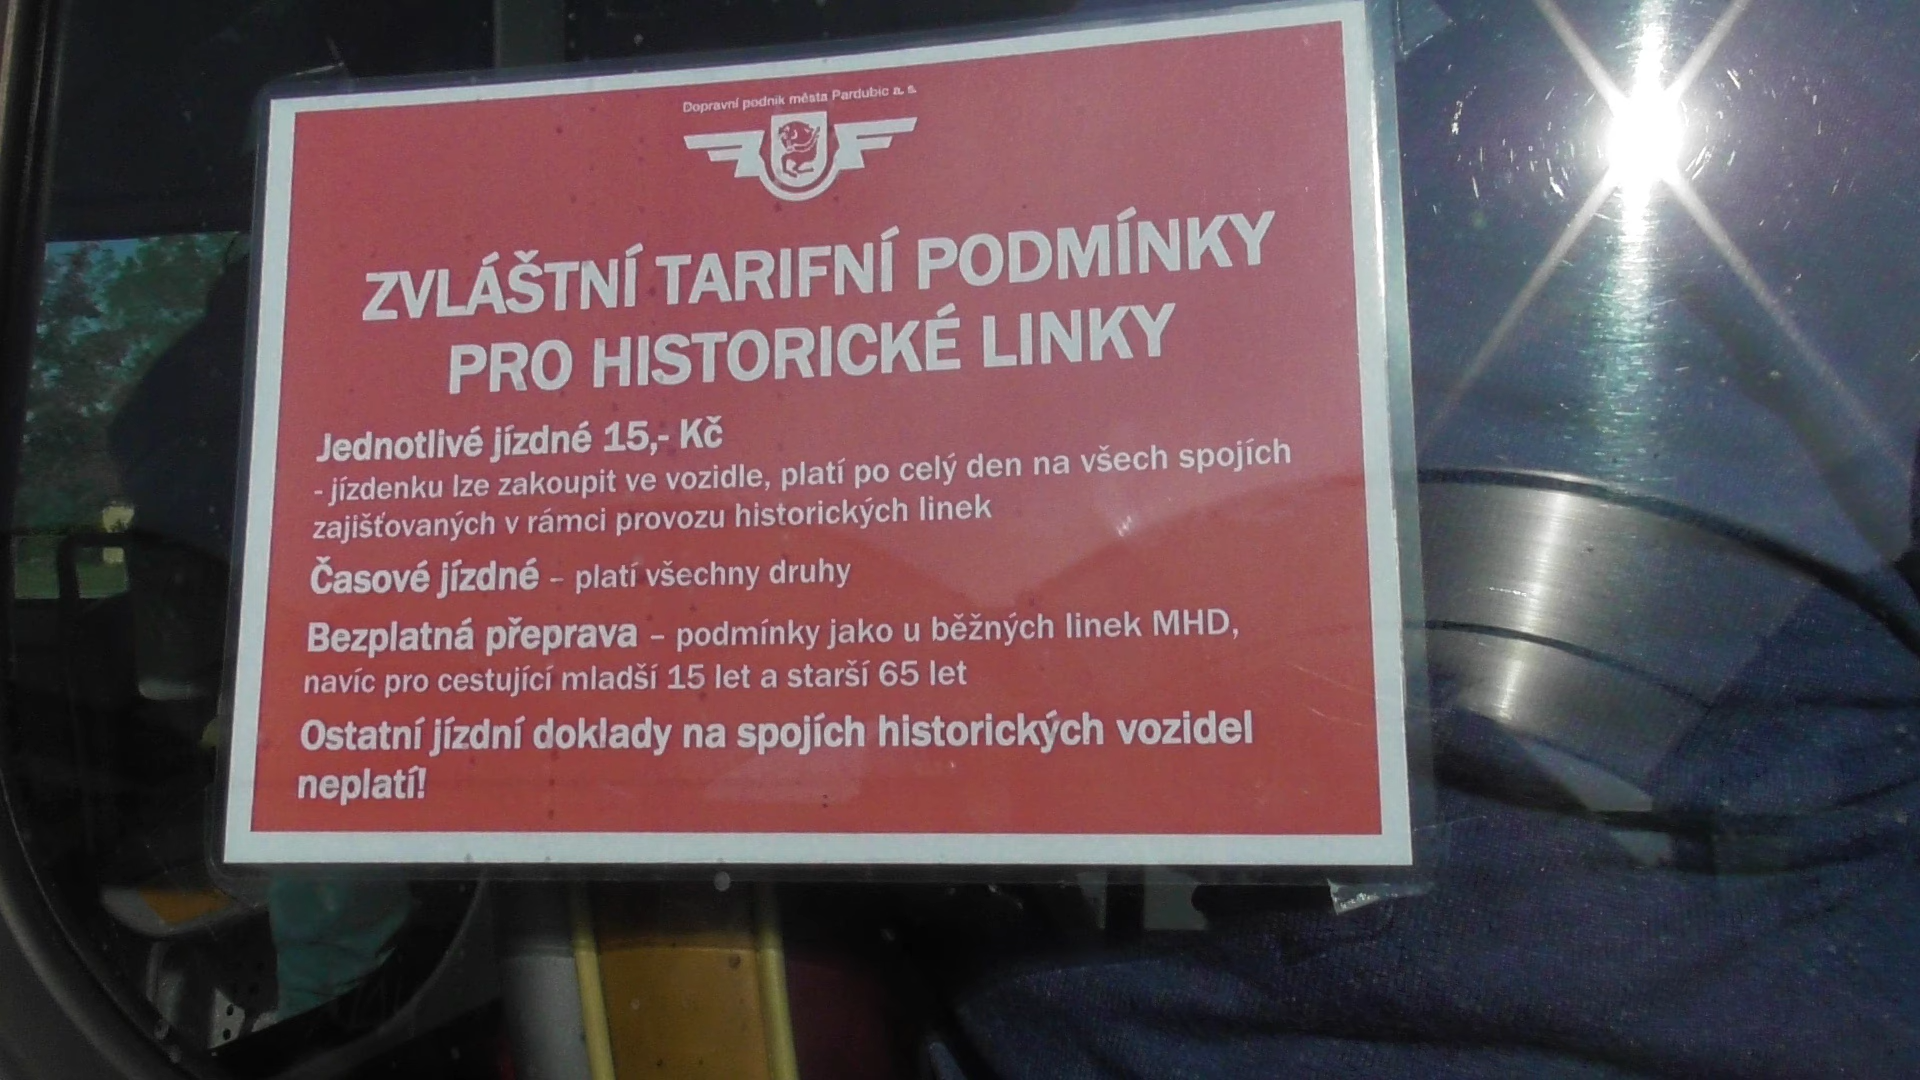 Dopravní podnik města Pardubic a. s.
ZVLÁŠTNÍ TARIFNÍ PODMÍNKY
PRO HISTORICKÉ LINKY
Jednotlivé jízdné 15,- Kč
- jízdenku lze zakoupit ve vozidle, platí po celý den na všech spojích
zajišťovaných v rámci provozu historických linek
Časové jízdné – platí všechny druhy
Bezplatná přeprava – podmínky jako u běžných linek MHD,
navíc pro cestující mladší 15 let a starší 65 let
Ostatní jízdní doklady na spojích historických vozidel
neplatí!